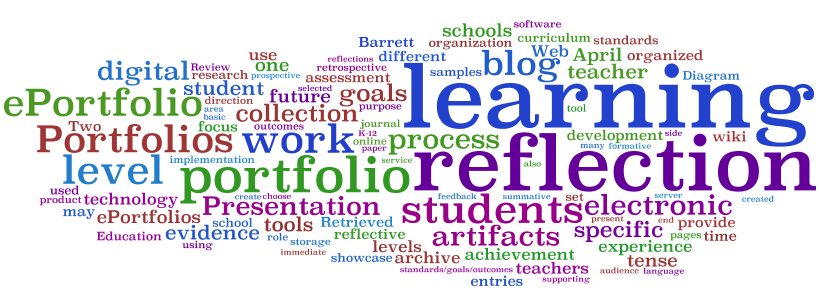 software
schools
curriculum standards
Barrett organization
use different Web April organized
digital Review one reflections retrospective blog
research prospective assessment samples teacher Diagram
student selected
ePortfolio direction future goals learning
area collection purpose tool
basic
Two focus outcomes journal
Portfolios work K-12 online process development side wiki
paper many formative
level implementation portfolio service also reflection
used create choose feedback summative set server created
product technology Presentation students electronic
may ePortfolios school tools Retrieved present end provide
Education evidence role reflective artifacts specific pages time
using storage levels experience
immediate showcase archive achievement tense
standards/goals/outcomes teachers audience language
entries supporting